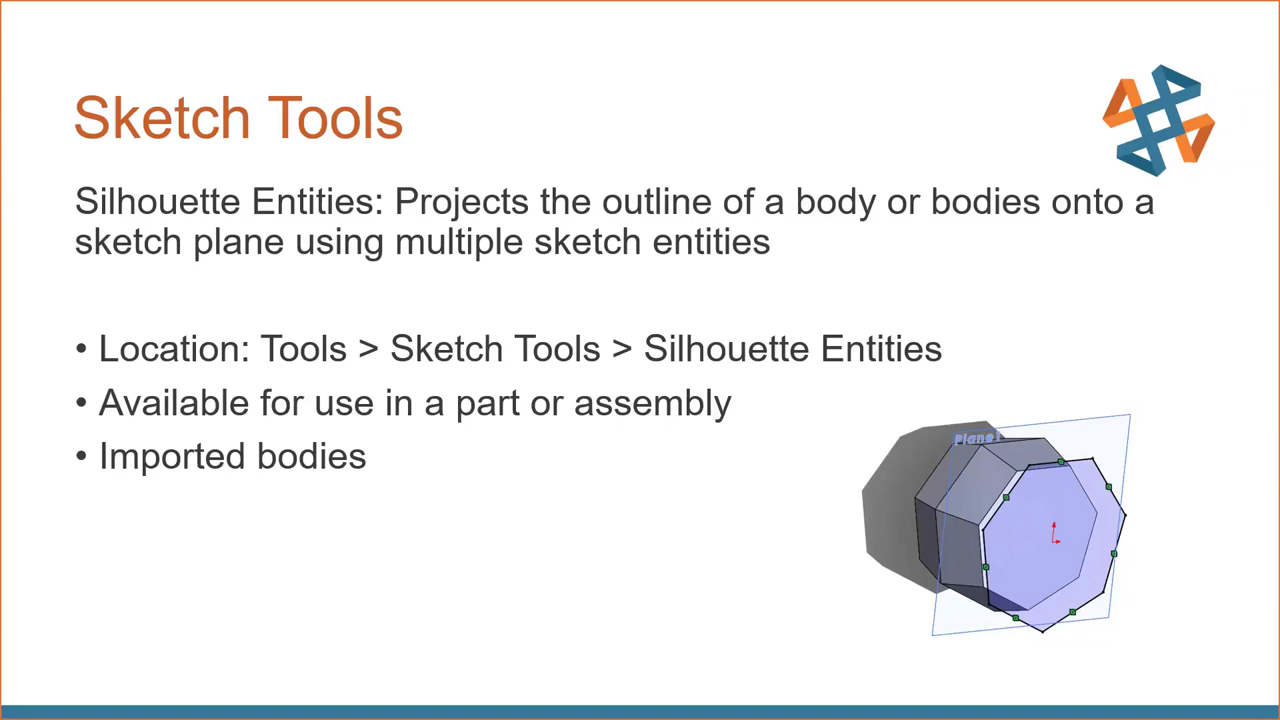 Sketch Tools
Silhouette Entities: Projects the outline of a body or bodies onto a
sketch plane using multiple sketch entities
• Location: Tools > Sketch Tools > Silhouette Entities
• Available for use in a part or assembly
• Imported bodies
Plane1